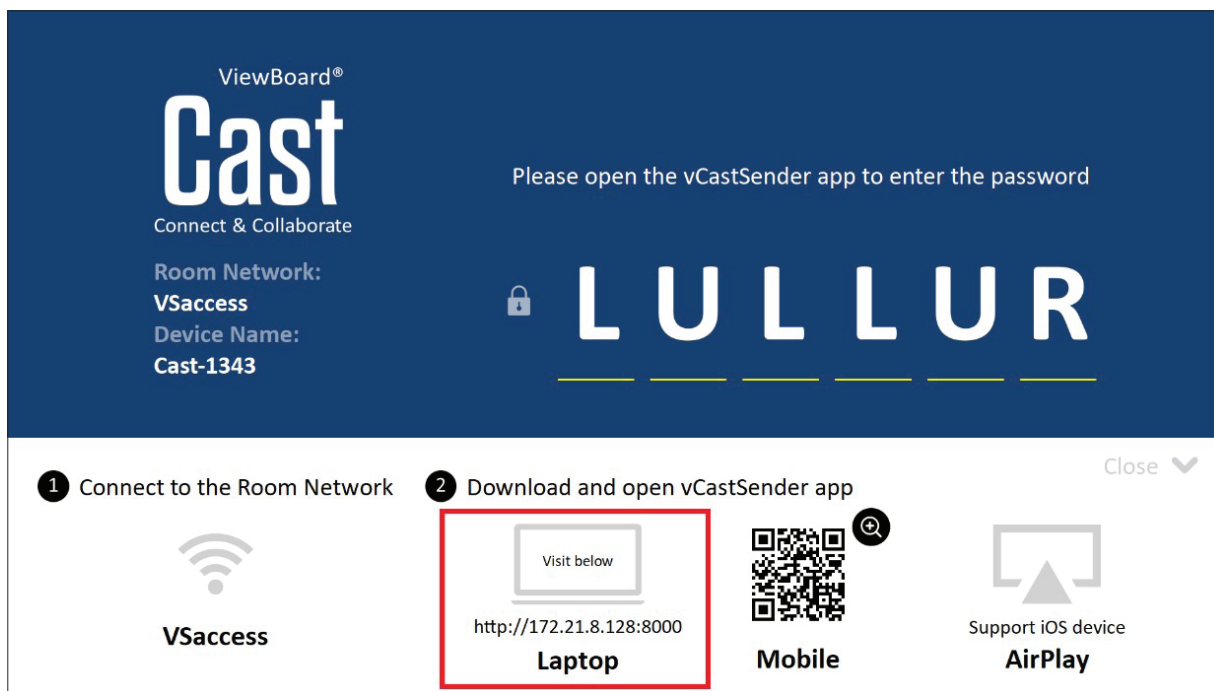 ViewBoard®
Cast
Connect & Collaborate
Room Network:
VSaccess
Device Name:
Cast-1343
Please open the vCastSender app to enter the password
LULLUR
Close
1 Connect to the Room Network
VSaccess
2 Download and open vCastSender app
Visit below
http://172.21.8.128:8000
Laptop
Mobile
Support iOS device
AirPlay